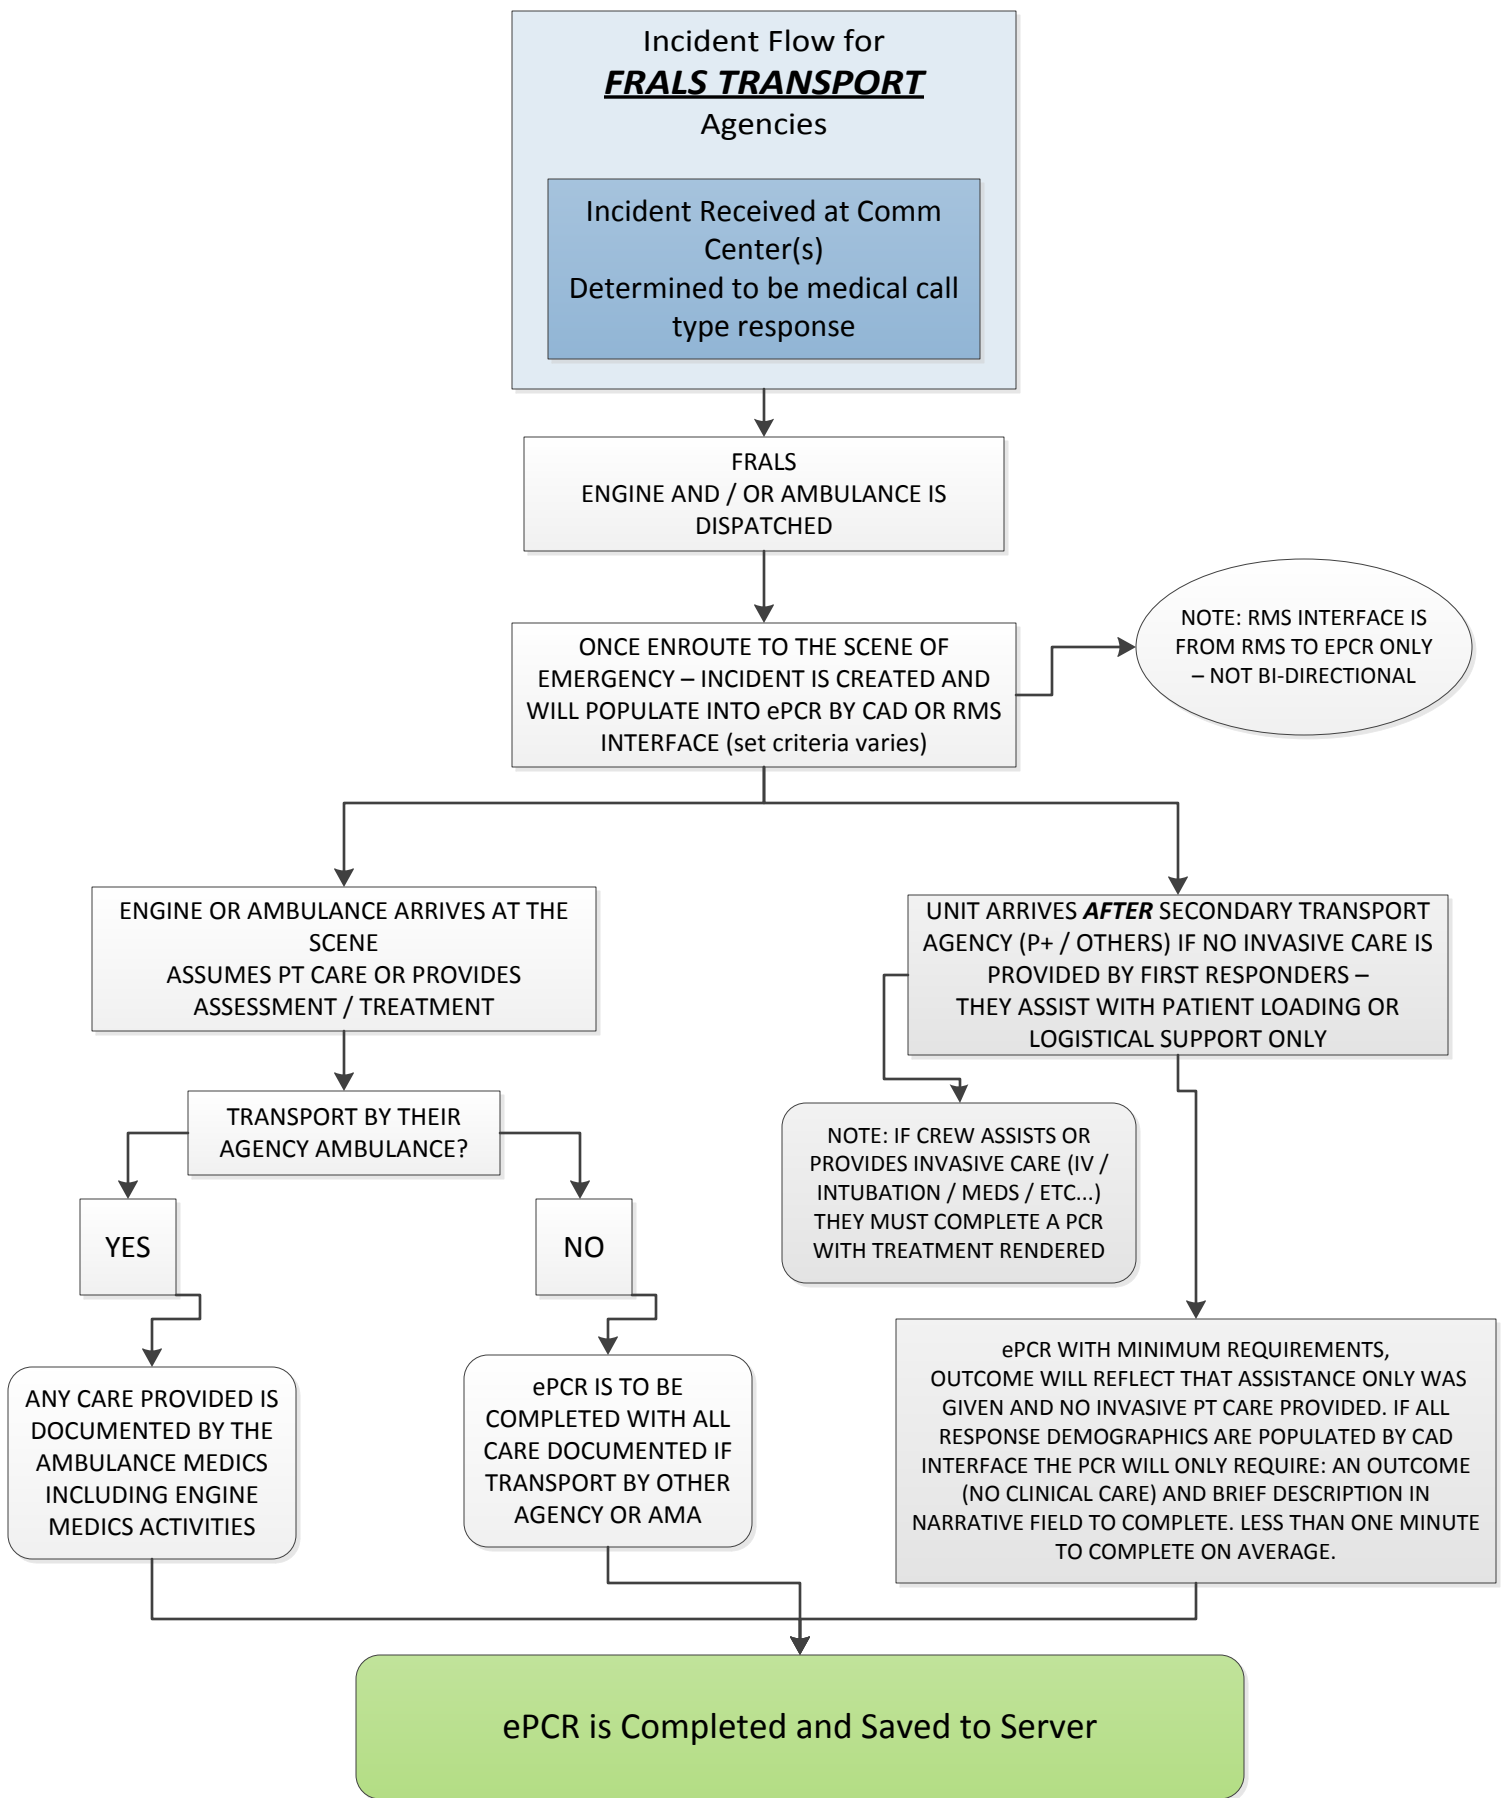 Incident Flow for
FRALS TRANSPORT
Agencies
Incident Received at Comm
Center(s)
Determined to be medical call
type response
FRALS
ENGINE AND / OR AMBULANCE IS
DISPATCHED
ONCE ENROUTE TO THE SCENE OF
EMERGENCY – INCIDENT IS CREATED AND
WILL POPULATE INTO ePCR BY CAD OR RMS
INTERFACE (set criteria varies)
NOTE: RMS INTERFACE IS
FROM RMS TO EPCR ONLY
– NOT BI-DIRECTIONAL
ENGINE OR AMBULANCE ARRIVES AT THE
SCENE
ASSUMES PT CARE OR PROVIDES
ASSESSMENT / TREATMENT
UNIT ARRIVES AFTER SECONDARY TRANSPORT
AGENCY (P+ / OTHERS) IF NO INVASIVE CARE IS
PROVIDED BY FIRST RESPONDERS –
THEY ASSIST WITH PATIENT LOADING OR
LOGISTICAL SUPPORT ONLY
TRANSPORT BY THEIR
AGENCY AMBULANCE?
NOTE: IF CREW ASSISTS OR
PROVIDES INVASIVE CARE (IV /
INTUBATION / MEDS / ETC...)
THEY MUST COMPLETE A PCR
WITH TREATMENT RENDERED
YES
NO
ANY CARE PROVIDED IS
DOCUMENTED BY THE
AMBULANCE MEDICS
INCLUDING ENGINE
MEDICS ACTIVITIES
ePCR IS TO BE
COMPLETED WITH ALL
CARE DOCUMENTED IF
TRANSPORT BY OTHER
AGENCY OR AMA
ePCR WITH MINIMUM REQUIREMENTS,
OUTCOME WILL REFLECT THAT ASSISTANCE ONLY WAS
GIVEN AND NO INVASIVE PT CARE PROVIDED. IF ALL
RESPONSE DEMOGRAPHICS ARE POPULATED BY CAD
INTERFACE THE PCR WILL ONLY REQUIRE: AN OUTCOME
(NO CLINICAL CARE) AND BRIEF DESCRIPTION IN
NARRATIVE FIELD TO COMPLETE. LESS THAN ONE MINUTE
TO COMPLETE ON AVERAGE.
ePCR is Completed and Saved to Server